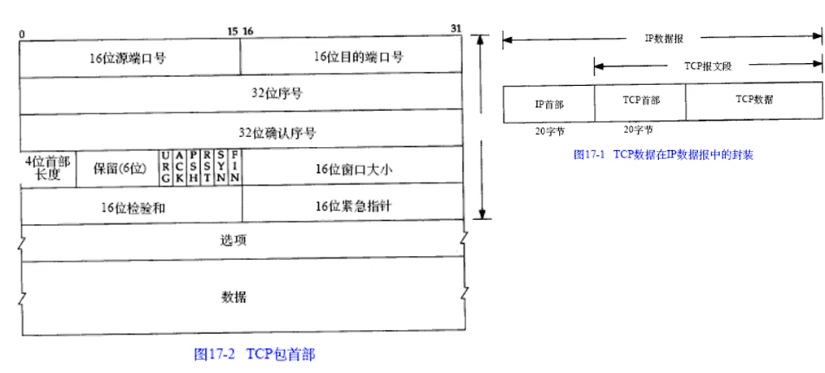 0 15 16 31
16位源端口号 16位目的端口号
32位序号
32位确认序号
4位首部
长度
保留(6位)
URG
ACK
PSH
RST
SYN
FIN
16位窗口大小
16位检验和 16位紧急指针
选项
数据
图17-2 TCP包首部
IP数据报
TCP报文段
IP首部 TCP首部 TCP数据
20字节 20字节
图17-1 TCP数据在IP数据报中的封装